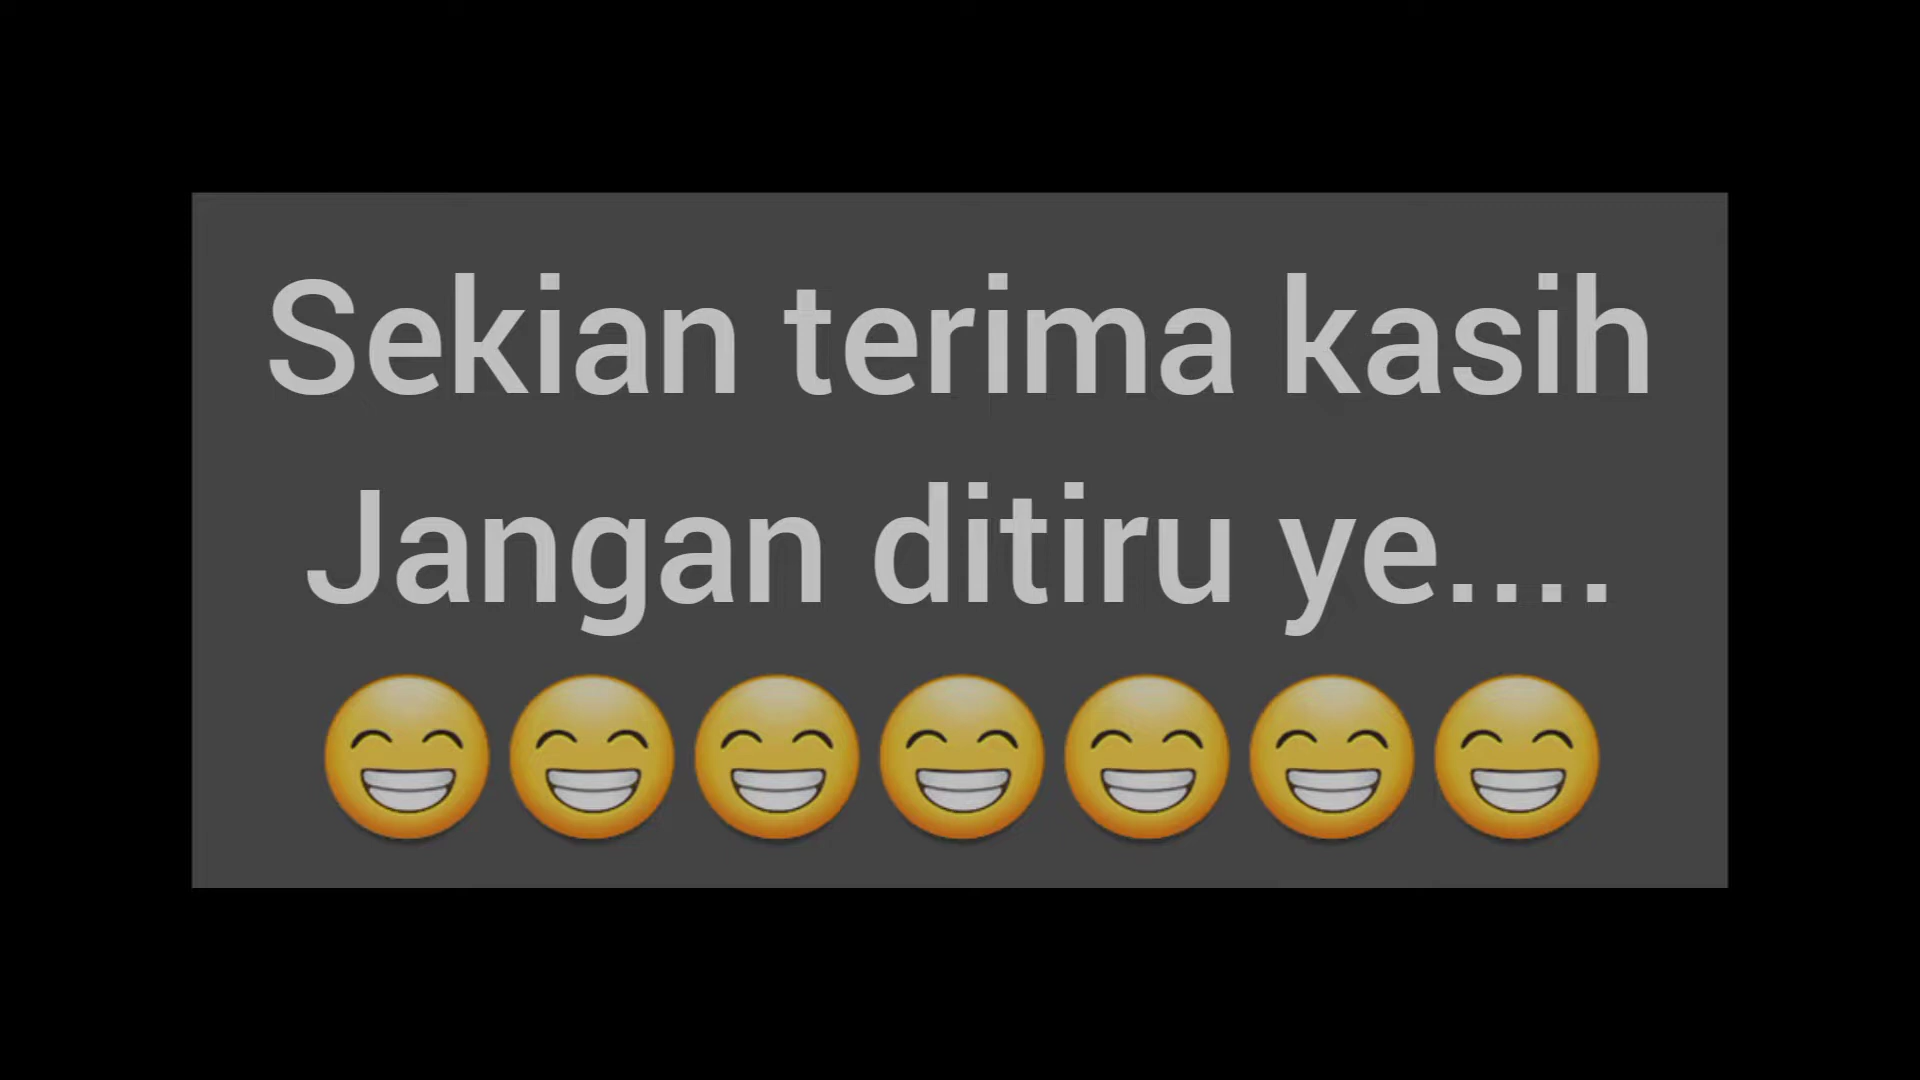 Sekian terima kasih
Jangan ditiru ye....
😁😁😁😁😁😁😁